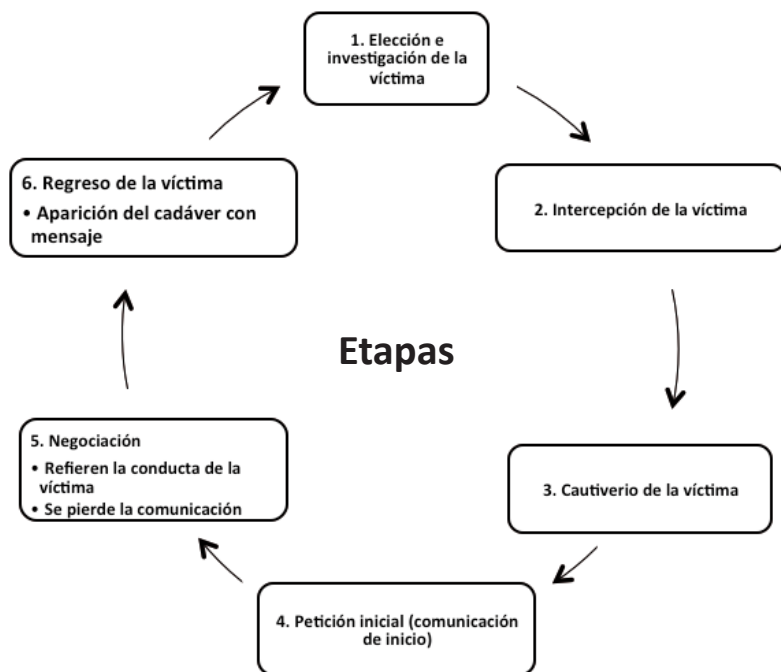 1. Elección e
investigación de la
víctima
2. Intercepción de la víctima
3. Cautiverio de la víctima
4. Petición inicial (comunicación
de inicio)
5. Negociación
• Refieren la conducta de la
víctima
• Se pierde la comunicación
6. Regreso de la víctima
• Aparición del cadáver con
mensaje
Etapas